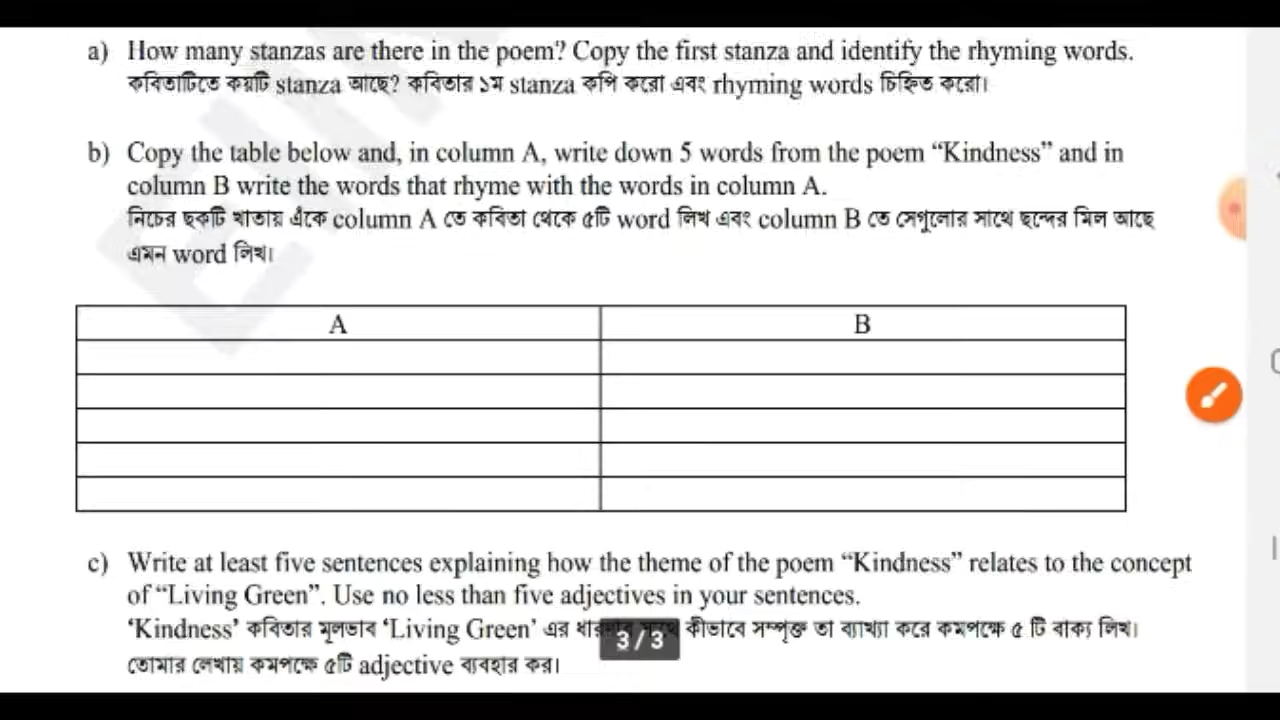 a) How many stanzas are there in the poem? Copy the first stanza and identify the rhyming words.
কবিতাটিতে কয়টি stanza আছে? কবিতার ১ম stanza কপি করো এবং rhyming words চিহ্নিত করো।
b) Copy the table below and, in column A, write down 5 words from the poem “Kindness” and in
column B write the words that rhyme with the words in column A.
নিচের ছকটি খাতায় এঁকে column A তে কবিতা থেকে ৫টি word লিখ এবং column B তে সেগুলোর সাথে ছন্দের মিল আছে
এমন word লিখ।
A B
c) Write at least five sentences explaining how the theme of the poem “Kindness” relates to the concept
of “Living Green”. Use no less than five adjectives in your sentences.
‘Kindness’ কবিতার মূলভাব ‘Living Green’ এর কীভাবে সম্পৃক্ত তা ব্যাখ্যা করে কমপক্ষে ৫ টি বাক্য লিখ।
3/3
তোমার লেখায় কমপক্ষে ৫টি adjective ব্যবহার কর।